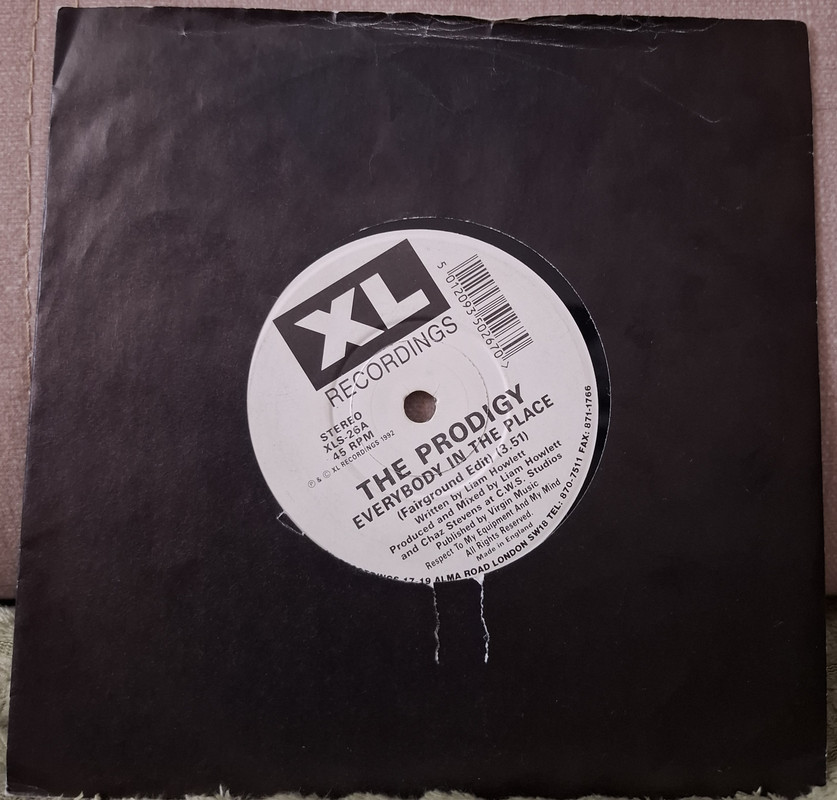 XL
RECORDINGS
5 012093 502670 >
STEREO
XLS-26A
45 RPM
℗ & © XL RECORDINGS 1992
THE PRODIGY
EVERYBODY IN THE PLACE
(Fairground Edit) (3.51)
Written by Liam Howlett
Produced and Mixed by Liam Howlett
and Chaz Stevens at C.W.S. Studios
Published by Virgin Music
Respect To My Equipment And My Mind
All Rights Reserved.
Made in England.
17-19 ALMA ROAD LONDON SW18 TEL: 870-7511 FAX: 871-1766